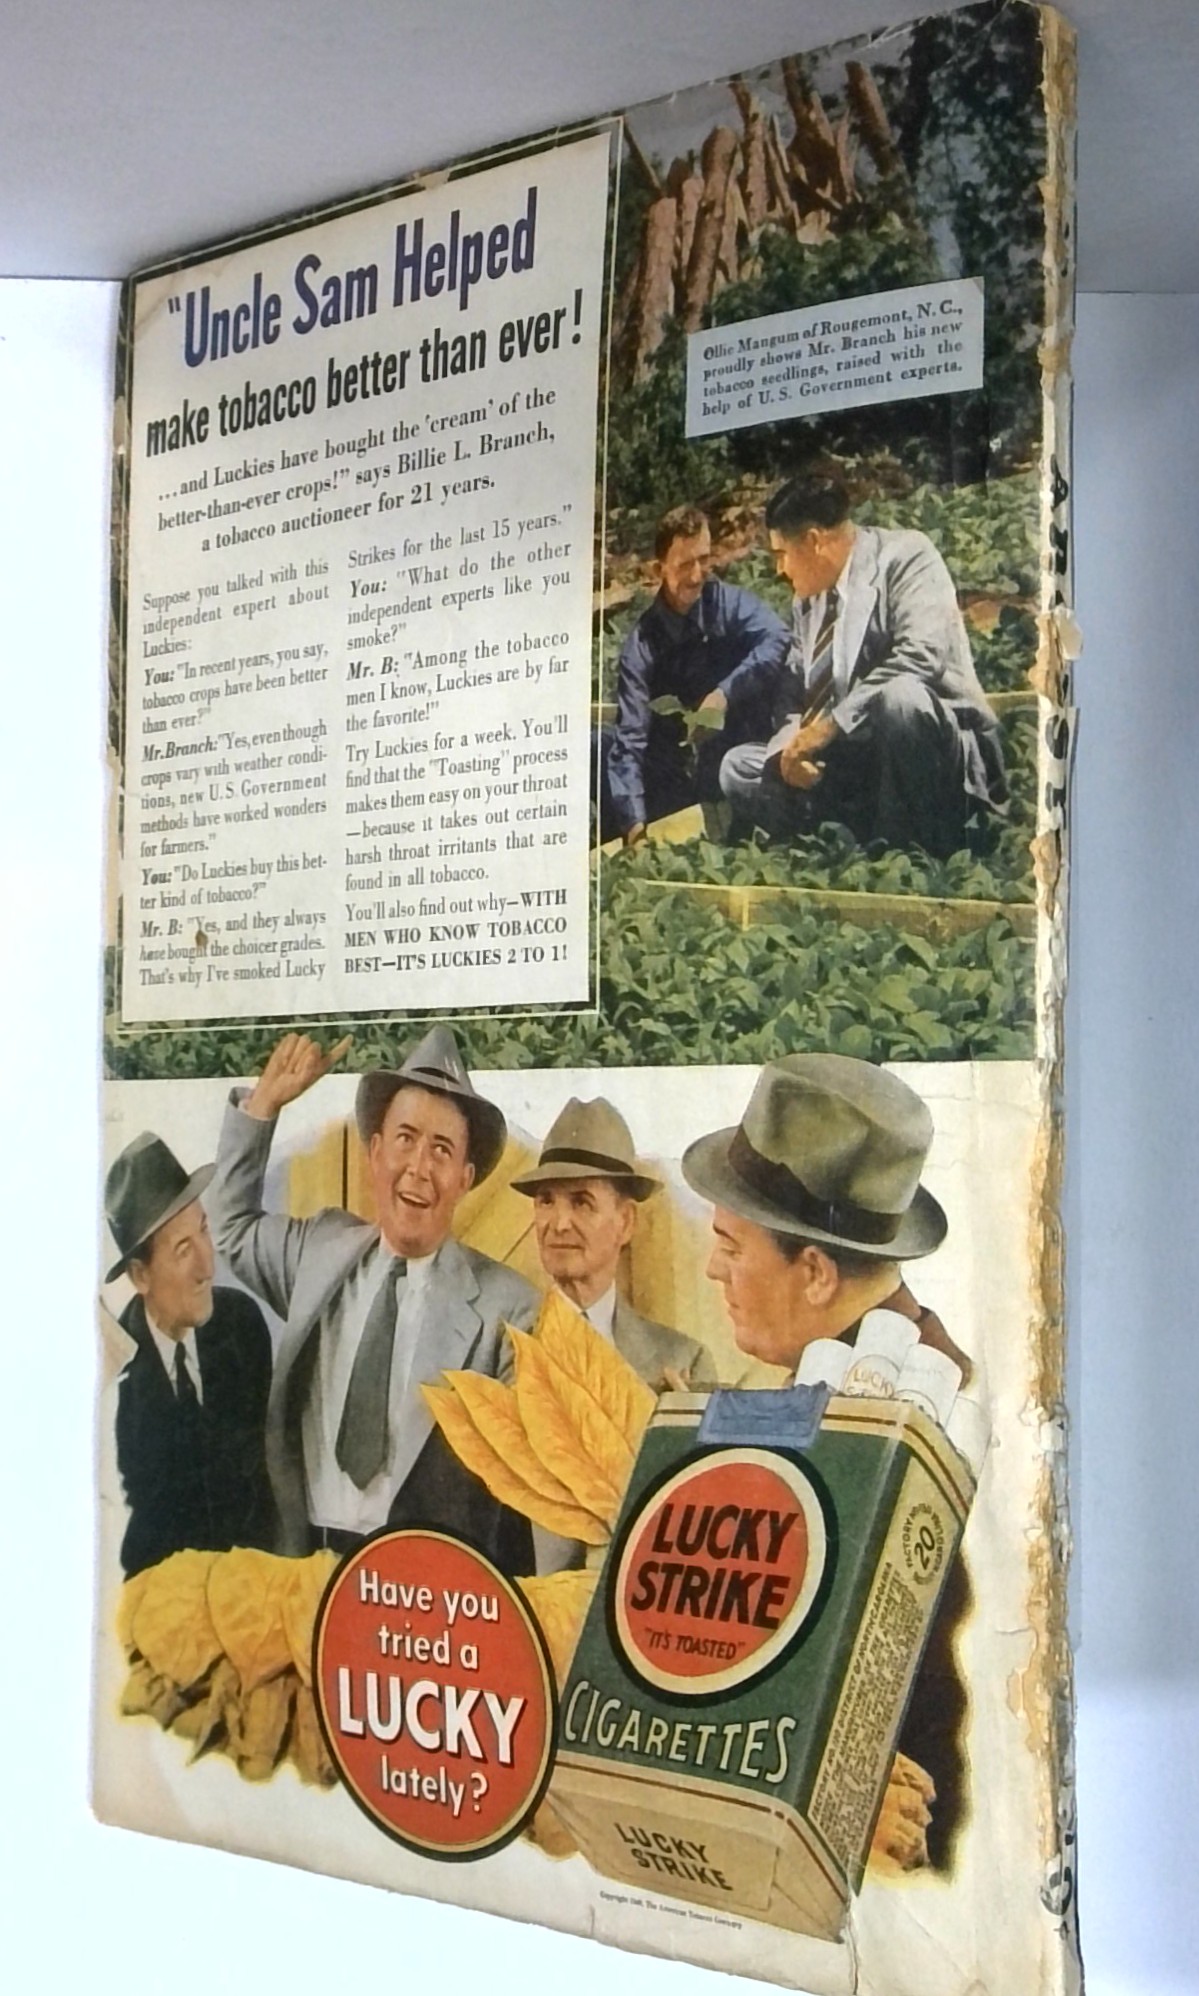 "Uncle Sam Helped
make tobacco better than ever!
...and Luckies have bought the 'cream' of the
better-than-ever crops!" says Billie L. Branch,
a tobacco auctioneer for 21 years.
Suppose you talked with this
independent expert about
Luckies:
You: "In recent years, you say,
tobacco crops have been better
than ever?"
Mr. Branch: "Yes, even though
crops vary with weather condi-
tions, new U.S. Government
methods have worked wonders
for farmers."
You: "Do Luckies buy this bet-
ter kind of tobacco?"
Mr. B: "Yes, and they always
have bought the choicer grades.
That's why I've smoked Lucky
Strikes for the last 15 years."
You: "What do the other
independent experts like you
smoke?"
Mr. B: "Among the tobacco
men I know, Luckies are by far
the favorite!"
Try Luckies for a week. You'll
find that the "Toasting" process
makes them easy on your throat
—because it takes out certain
harsh throat irritants that are
found in all tobacco.
You'll also find out why—WITH
MEN WHO KNOW TOBACCO
BEST—IT'S LUCKIES 2 TO 1!
Ollie Mangum of Rougemont, N. C.,
proudly shows Mr. Branch his new
tobacco seedlings, raised with the
help of U. S. Government experts.
LUCKY
LUCKY
STRIKE
"IT'S TOASTED"
CIGARETTES
20
LUCKY
STRIKE
Have you
tried a
LUCKY
lately?
The American Tobacco Company